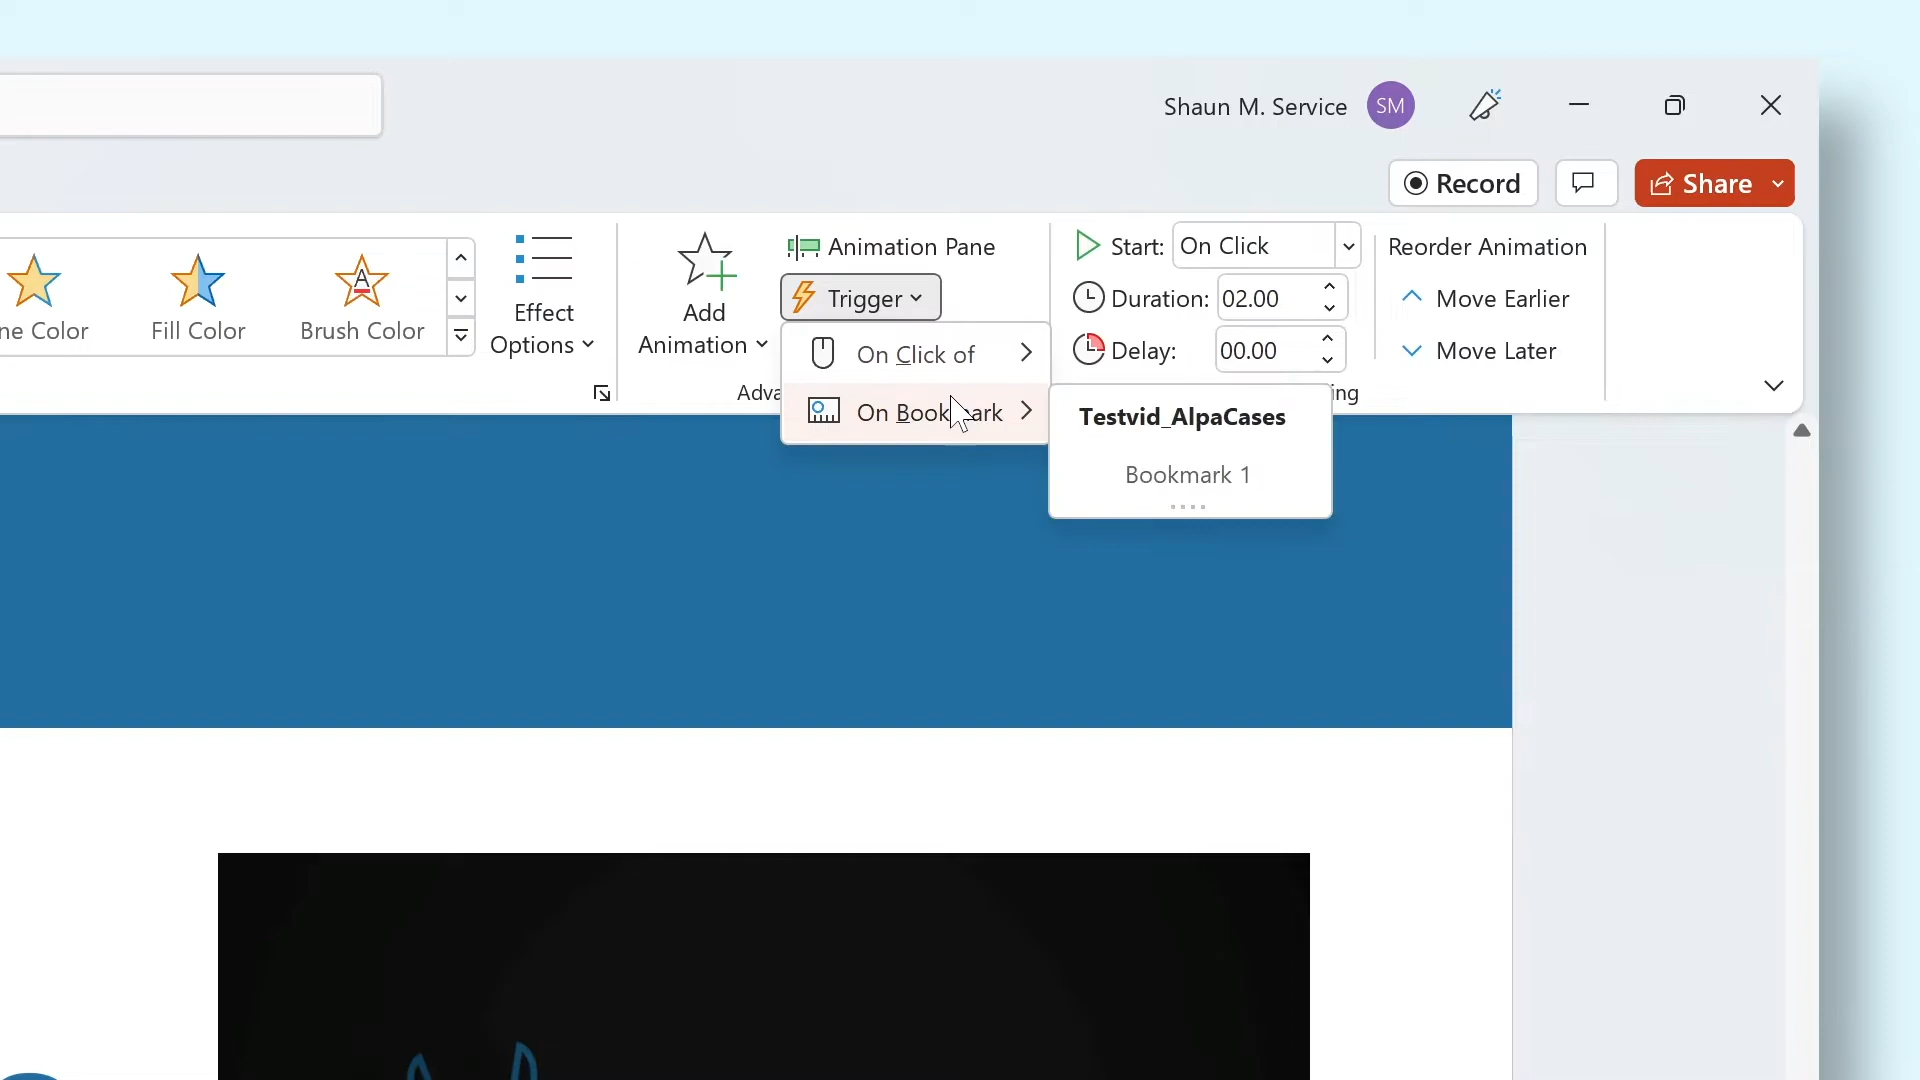 Shaun M. Service SM
Record
Share
ne Color
Fill Color
A
Brush Color
Effect
Options
Add
Animation
Animation Pane
Trigger
Adva
On Click of
On Bookmark
Testvid_AlpaCases
Bookmark 1
Start: On Click
Duration: 02.00
Delay: 00.00
ing
Reorder Animation
Move Earlier
Move Later